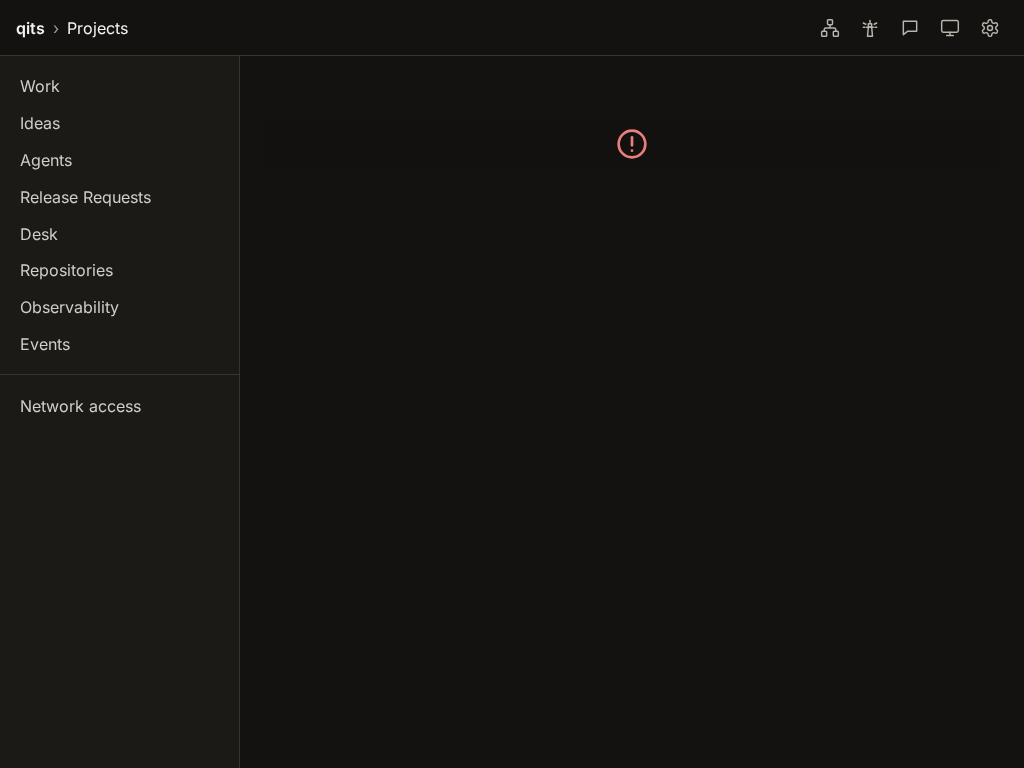 qits › Projects
Work
Ideas
Agents
Release Requests
Desk
Repositories
Observability
Events
Network access